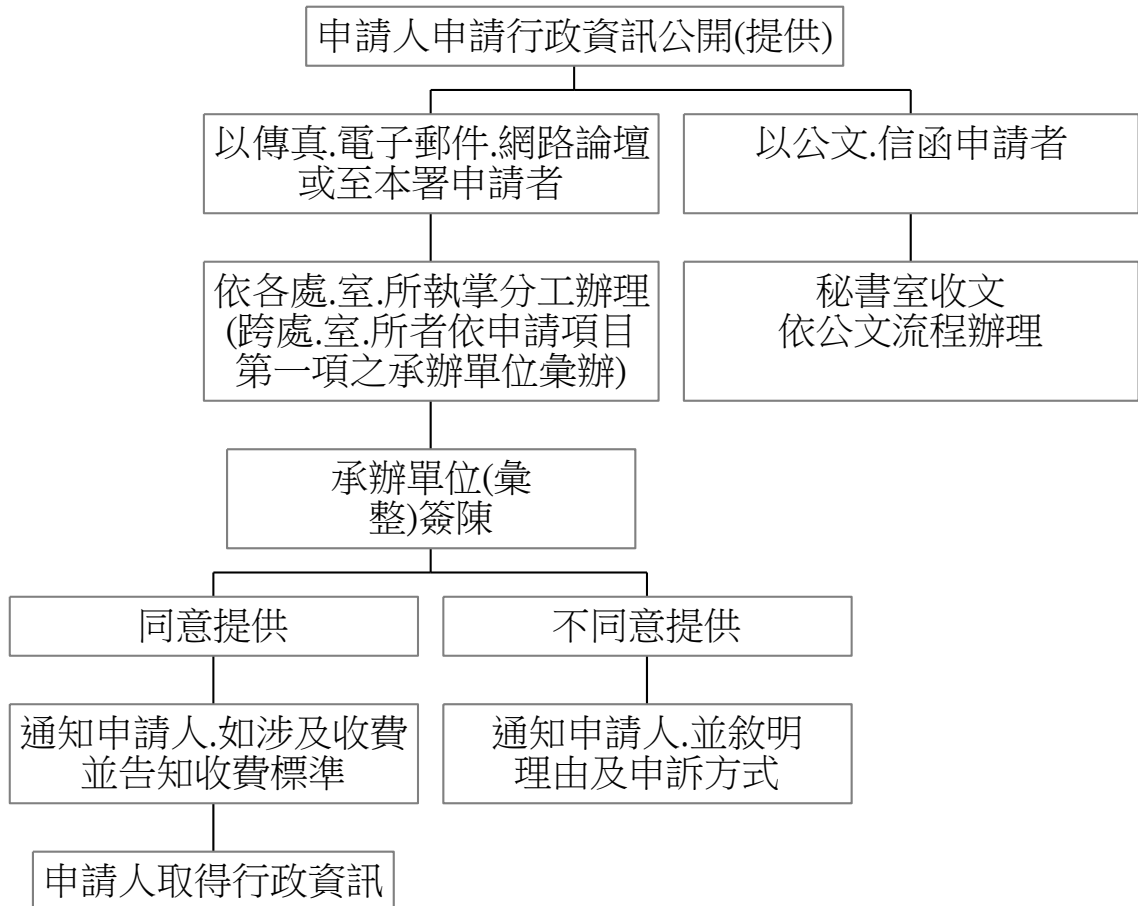 申請人申請行政資訊公開(提供)
以傳真.電子郵件.網路論壇
或至本署申請者
以公文.信函申請者
依各處.室.所執掌分工辦理
(跨處.室.所者依申請項目
第一項之承辦單位彙辦)
秘書室收文
依公文流程辦理
承辦單位(彙
整)簽陳
同意提供
不同意提供
通知申請人.如涉及收費
並告知收費標準
通知申請人.並敘明
理由及申訴方式
申請人取得行政資訊